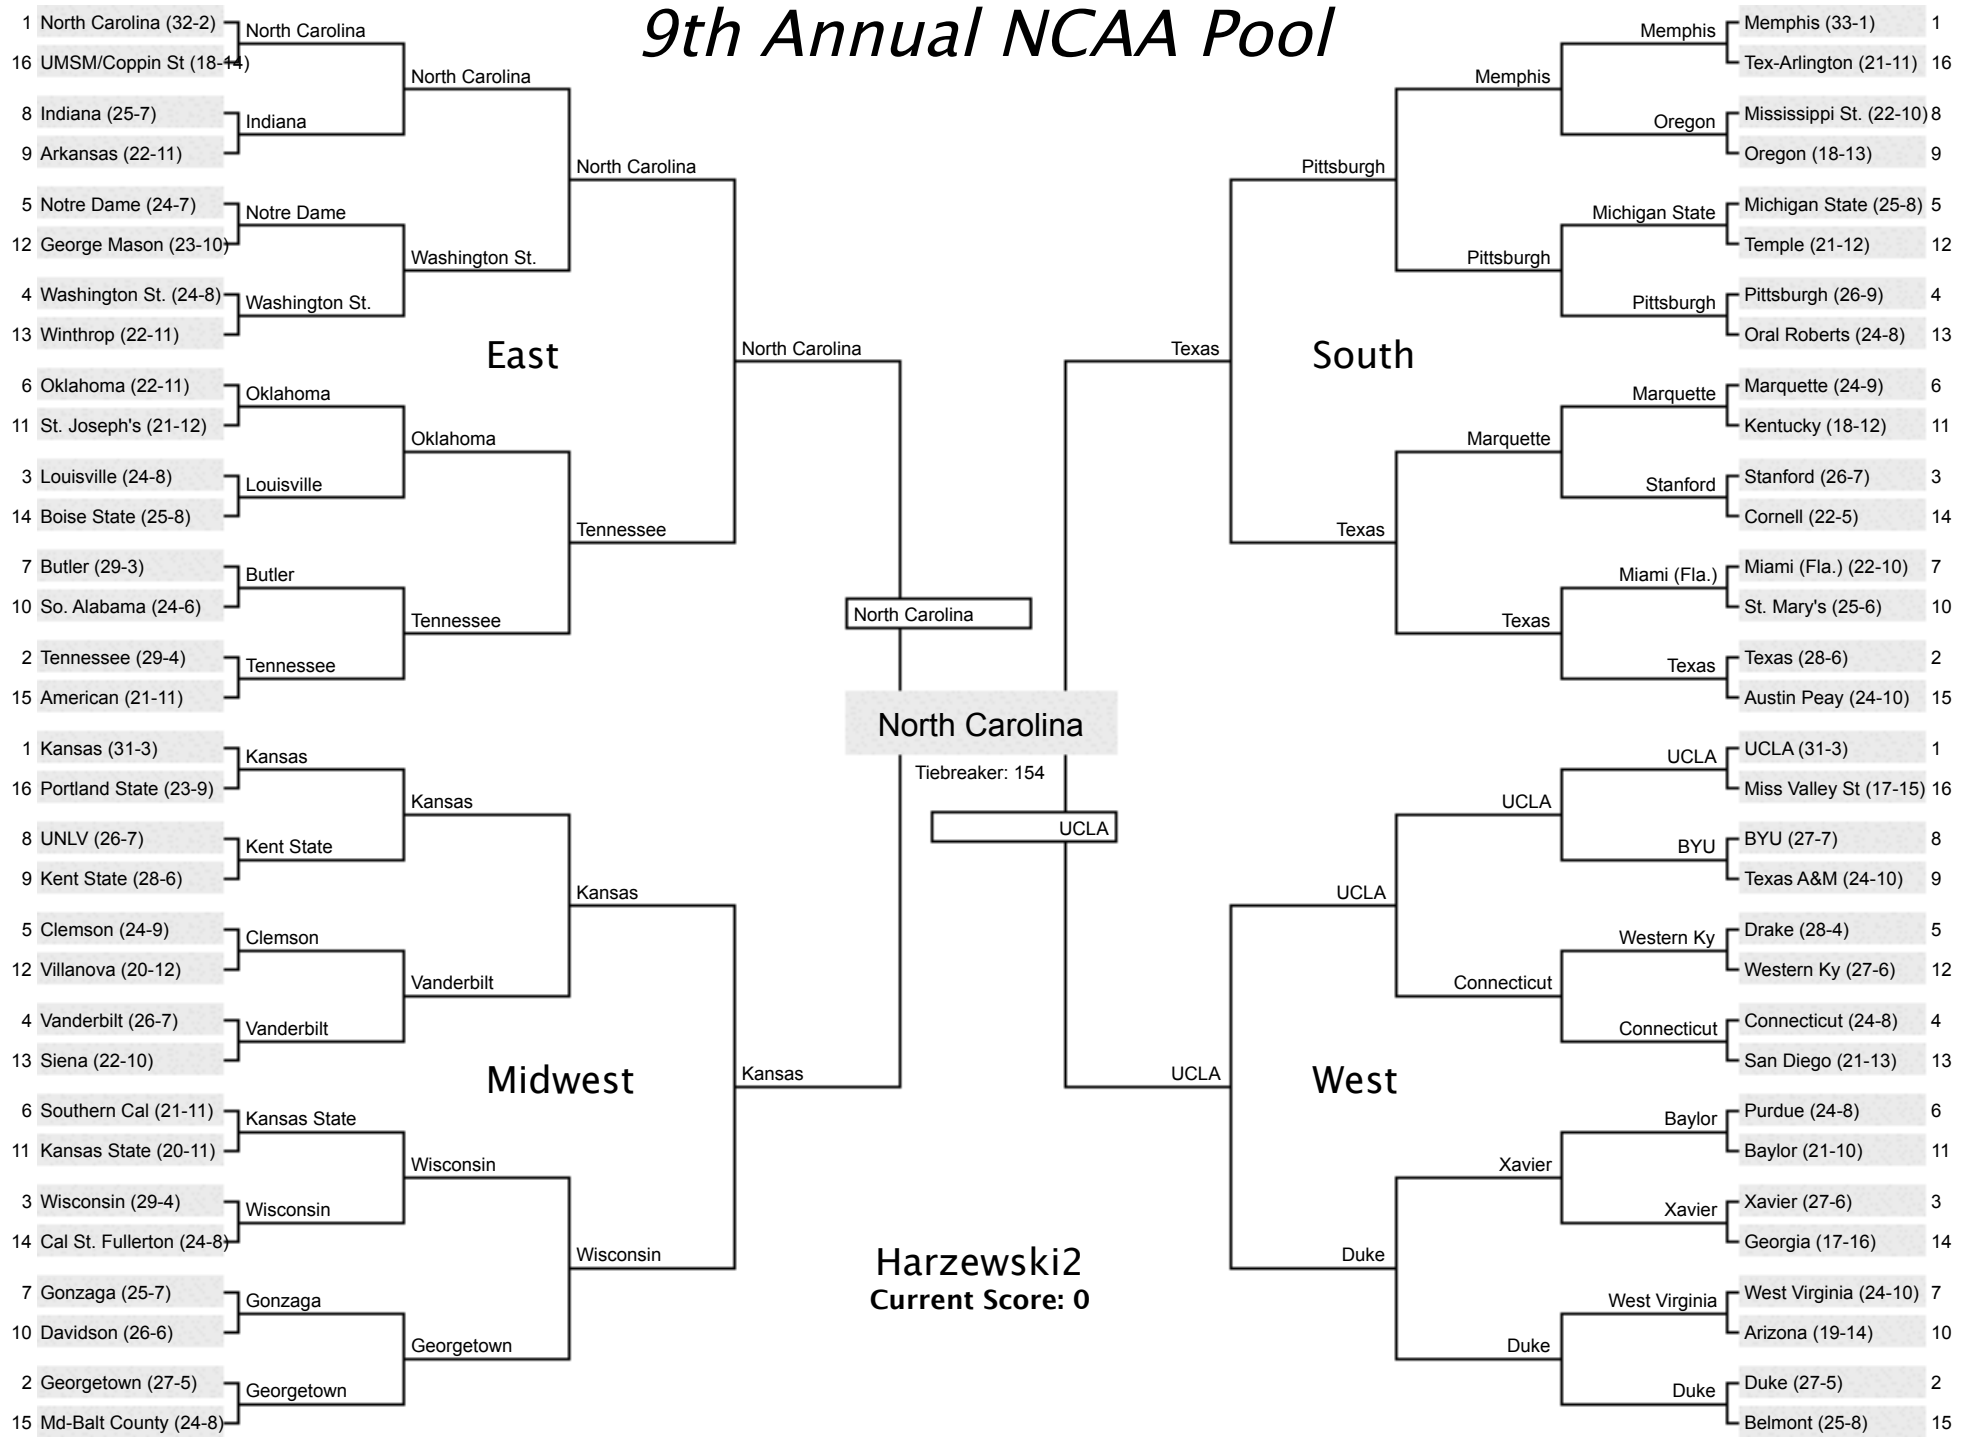 9th Annual NCAA Pool
1 North Carolina (32-2)
16 UMSM/Coppin St (18-14)
8 Indiana (25-7)
9 Arkansas (22-11)
5 Notre Dame (24-7)
12 George Mason (23-10)
4 Washington St. (24-8)
13 Winthrop (22-11)
6 Oklahoma (22-11)
11 St. Joseph's (21-12)
3 Louisville (24-8)
14 Boise State (25-8)
7 Butler (29-3)
10 So. Alabama (24-6)
2 Tennessee (29-4)
15 American (21-11)
North Carolina
Indiana
Notre Dame
Washington St.
Oklahoma
Louisville
Butler
Tennessee
North Carolina
Washington St.
Oklahoma
Tennessee
North Carolina
Tennessee
East
North Carolina
1 Kansas (31-3)
16 Portland State (23-9)
8 UNLV (26-7)
9 Kent State (28-6)
5 Clemson (24-9)
12 Villanova (20-12)
4 Vanderbilt (26-7)
13 Siena (22-10)
6 Southern Cal (21-11)
11 Kansas State (20-11)
3 Wisconsin (29-4)
14 Cal St. Fullerton (24-8)
7 Gonzaga (25-7)
10 Davidson (26-6)
2 Georgetown (27-5)
15 Md-Balt County (24-8)
Kansas
Kent State
Clemson
Vanderbilt
Kansas State
Wisconsin
Gonzaga
Georgetown
Kansas
Vanderbilt
Wisconsin
Georgetown
Kansas
Wisconsin
Midwest
Kansas
North Carolina
North Carolina
Tiebreaker: 154
UCLA
Harzewski2
Current Score: 0
Memphis (33-1) 1
Tex-Arlington (21-11) 16
Mississippi St. (22-10) 8
Oregon (18-13) 9
Michigan State (25-8) 5
Temple (21-12) 12
Pittsburgh (26-9) 4
Oral Roberts (24-8) 13
Marquette (24-9) 6
Kentucky (18-12) 11
Stanford (26-7) 3
Cornell (22-5) 14
Miami (Fla.) (22-10) 7
St. Mary's (25-6) 10
Texas (28-6) 2
Austin Peay (24-10) 15
Memphis
Oregon
Michigan State
Pittsburgh
Marquette
Stanford
Miami (Fla.)
Texas
Memphis
Pittsburgh
Marquette
Texas
Pittsburgh
Texas
South
Texas
UCLA (31-3) 1
Miss Valley St (17-15) 16
BYU (27-7) 8
Texas A&M (24-10) 9
Drake (28-4) 5
Western Ky (27-6) 12
Connecticut (24-8) 4
San Diego (21-13) 13
Purdue (24-8) 6
Baylor (21-10) 11
Xavier (27-6) 3
Georgia (17-16) 14
West Virginia (24-10) 7
Arizona (19-14) 10
Duke (27-5) 2
Belmont (25-8) 15
UCLA
BYU
Western Ky
Connecticut
Baylor
Xavier
West Virginia
Duke
UCLA
Connecticut
Xavier
Duke
UCLA
Duke
West
UCLA